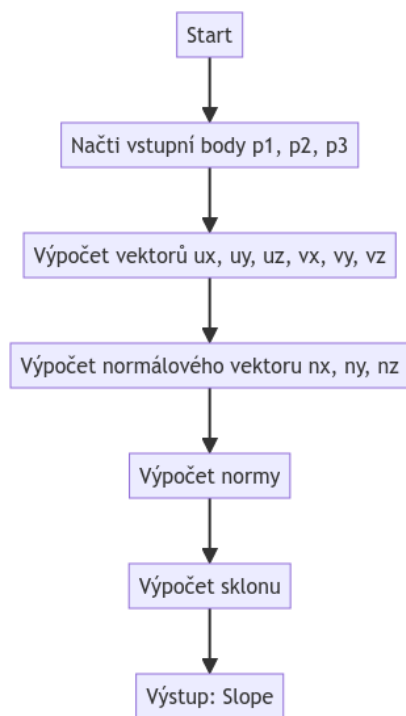 Start
Načti vstupní body p1, p2, p3
Výpočet vektorů ux, uy, uz, vx, vy, vz
Výpočet normálového vektoru nx, ny, nz
Výpočet normy
Výpočet sklonu
Výstup: Slope